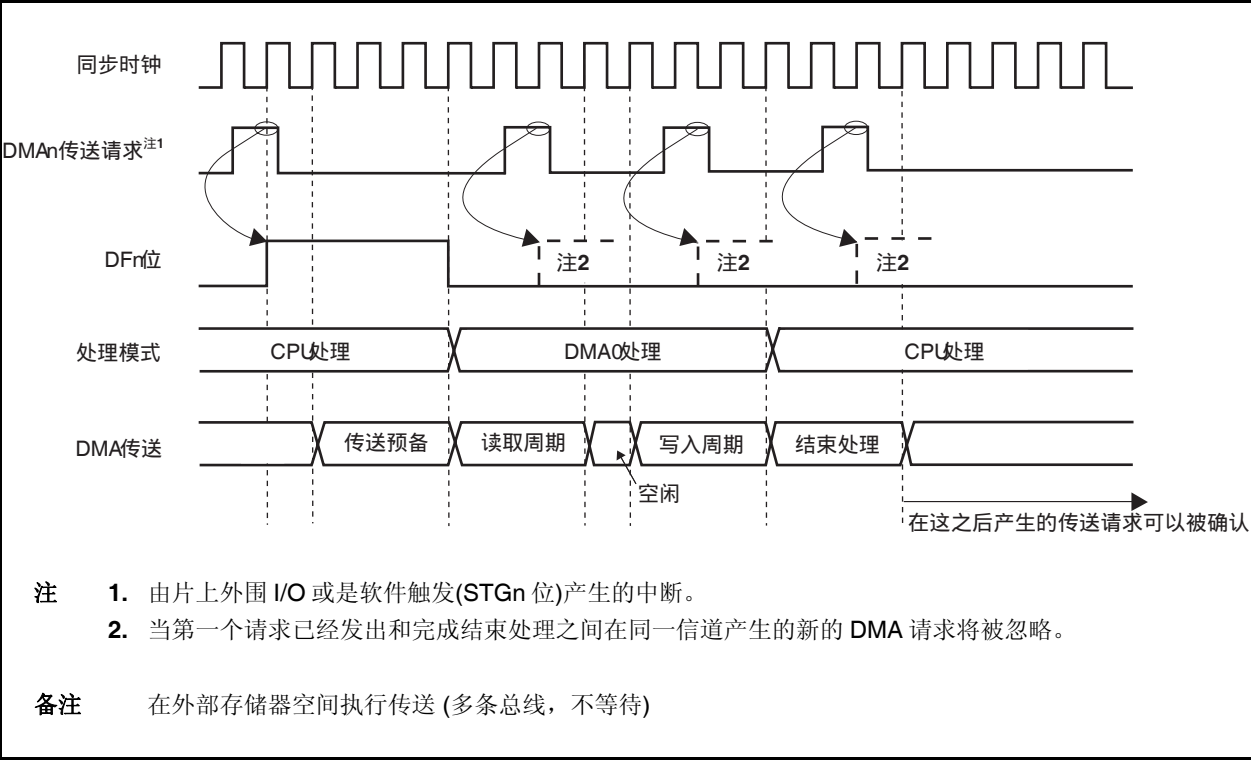 同步时钟
DMAn传送请求注1
DFn位
注2 注2 注2
处理模式 CPU处理 DMA0处理 CPU处理
DMA传送 传送预备 读取周期 写入周期 结束处理
空闲
在这之后产生的传送请求可以被确认
注 1. 由片上外围 I/O 或是软件触发(STGn 位)产生的中断。
2. 当第一个请求已经发出和完成结束处理之间在同一信道产生的新的 DMA 请求将被忽略。
备注 在外部存储器空间执行传送 (多条总线，不等待)